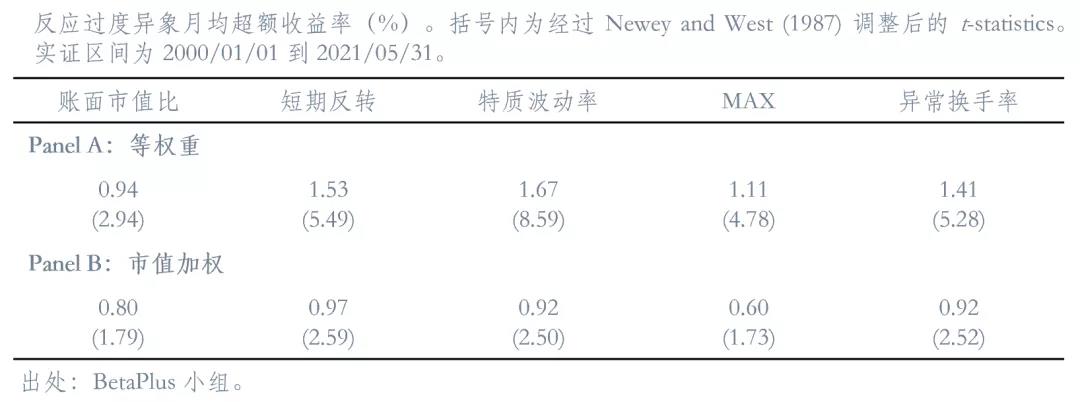 反应过度异象月均超额收益率（%）。括号内为经过 Newey and West (1987) 调整后的 t-statistics。
实证区间为 2000/01/01 到 2021/05/31。
账面市值比 短期反转 特质波动率 MAX 异常换手率
Panel A：等权重
0.94 1.53 1.67 1.11 1.41
(2.94) (5.49) (8.59) (4.78) (5.28)
Panel B：市值加权
0.80 0.97 0.92 0.60 0.92
(1.79) (2.59) (2.50) (1.73) (2.52)
出处：BetaPlus 小组。